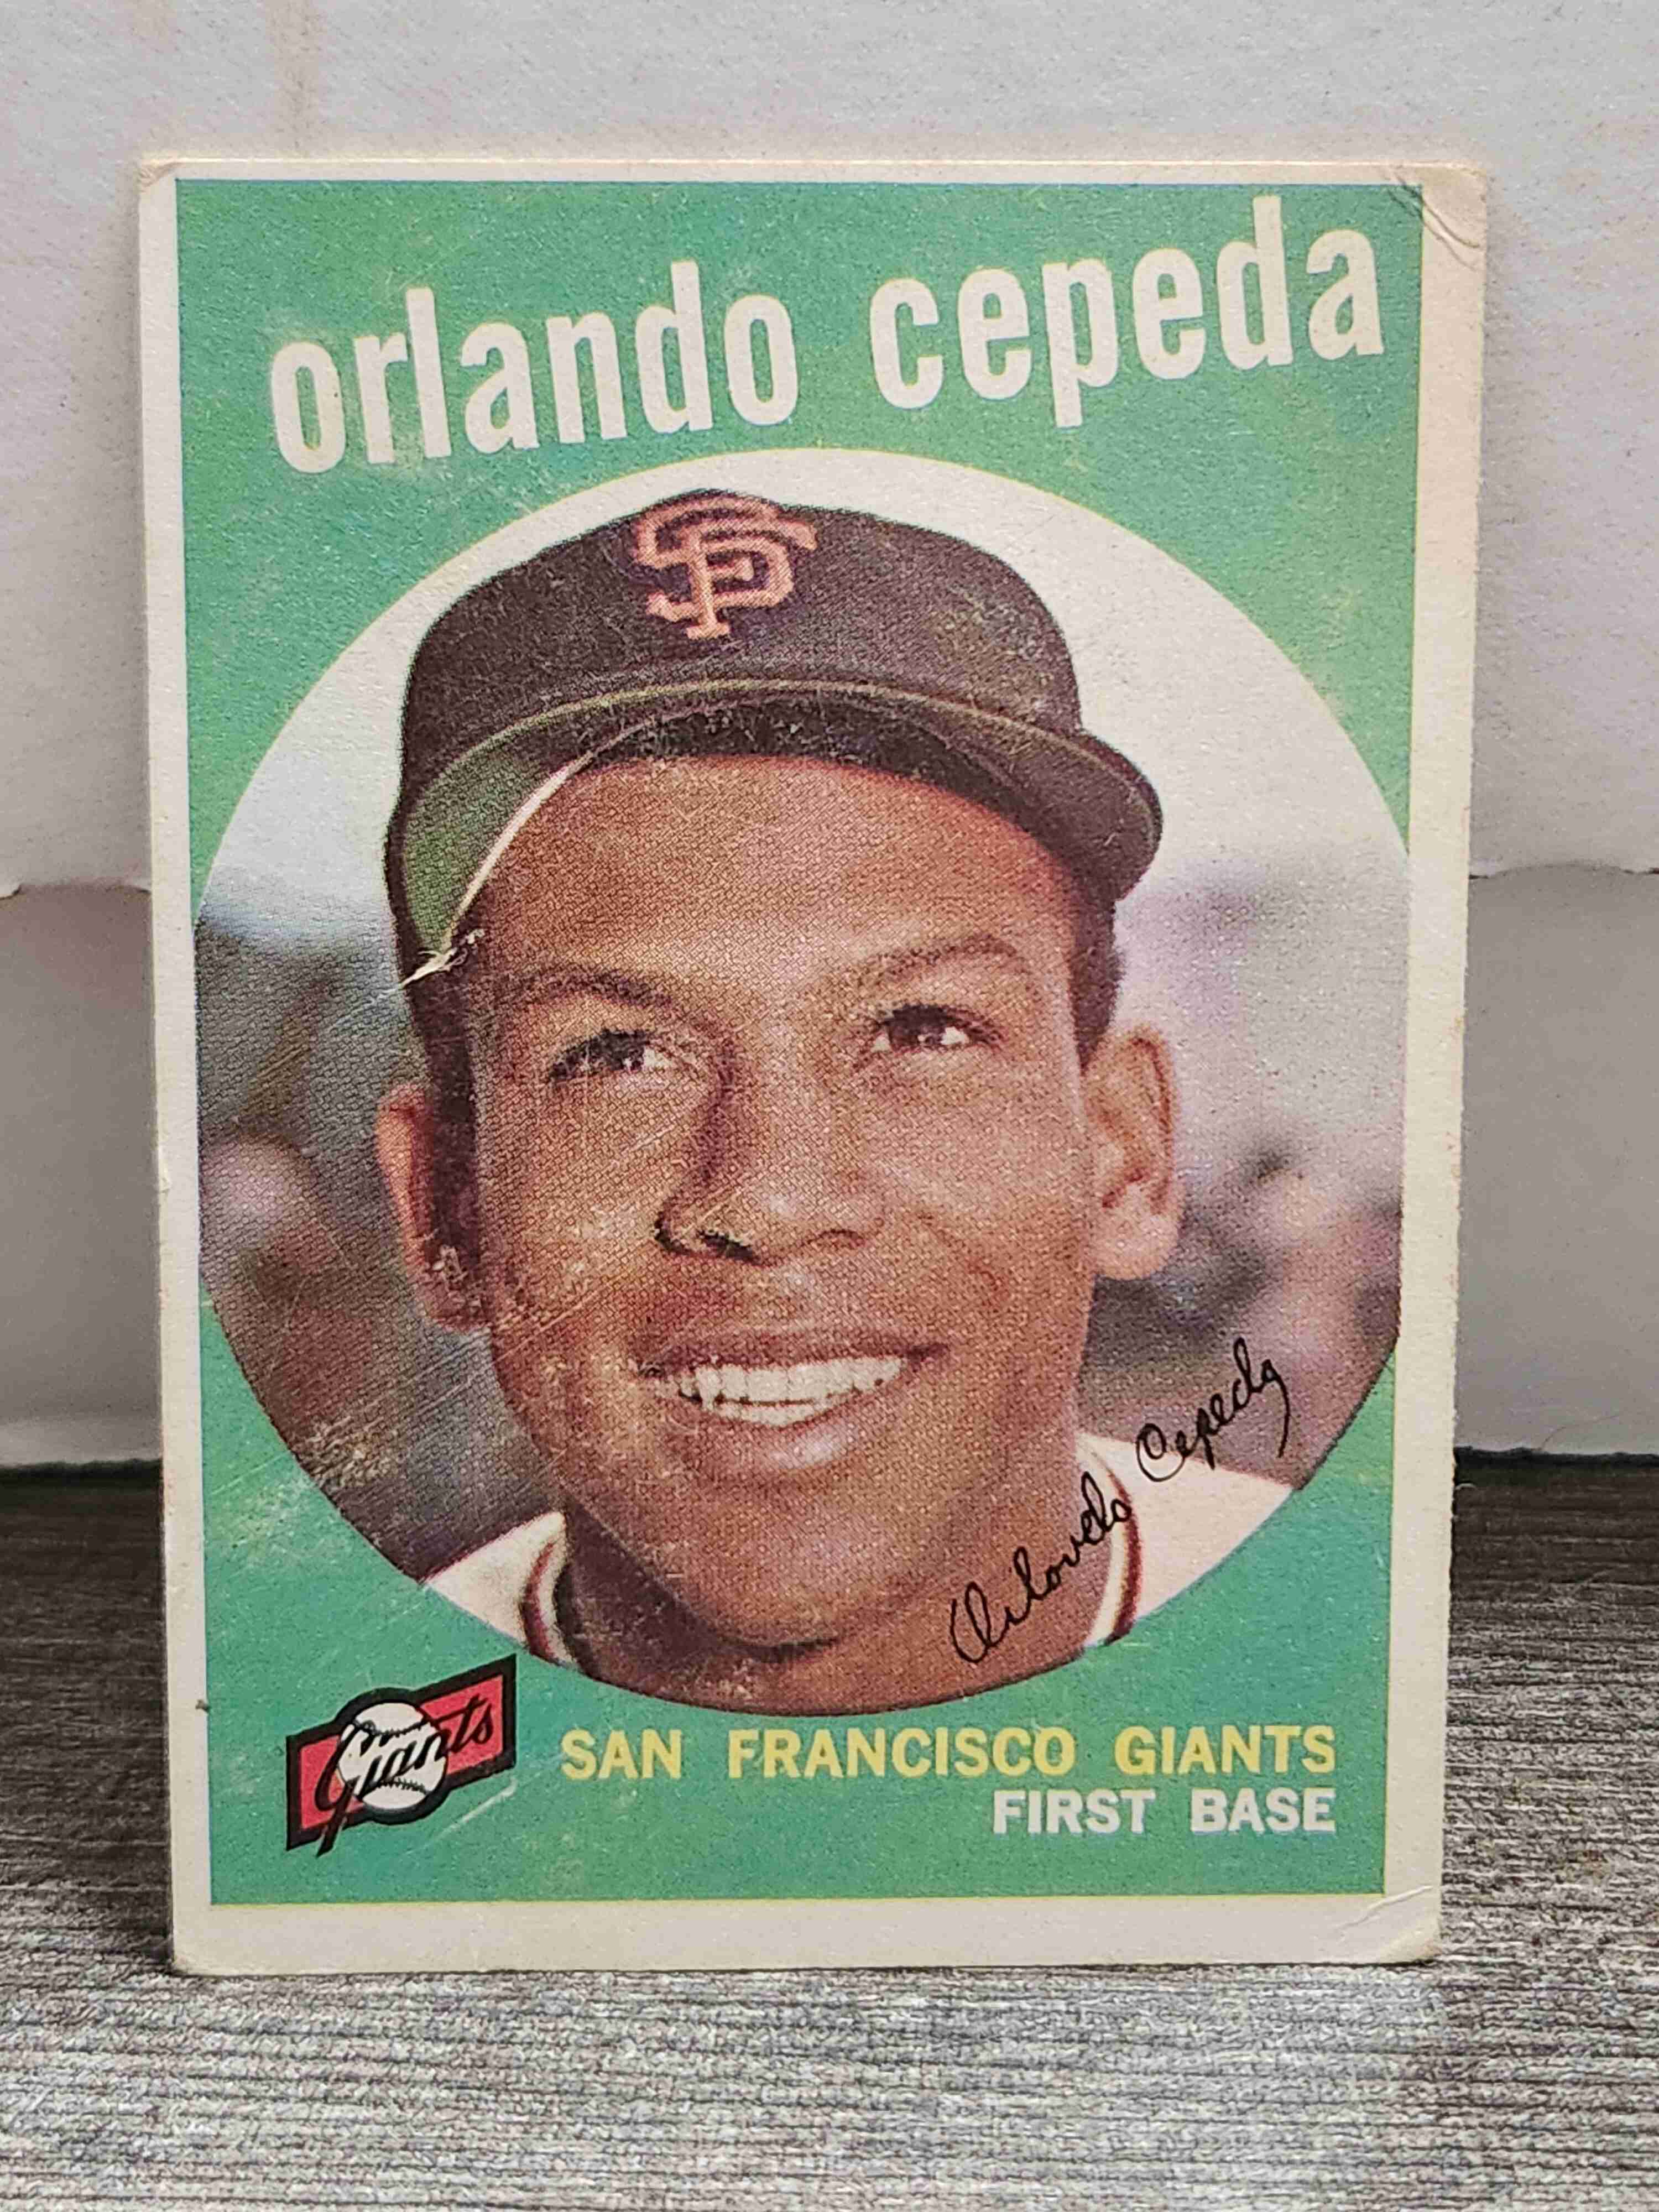 orlando cepeda
SF
Orlando Cepeda
Giants
SAN FRANCISCO GIANTS
FIRST BASE